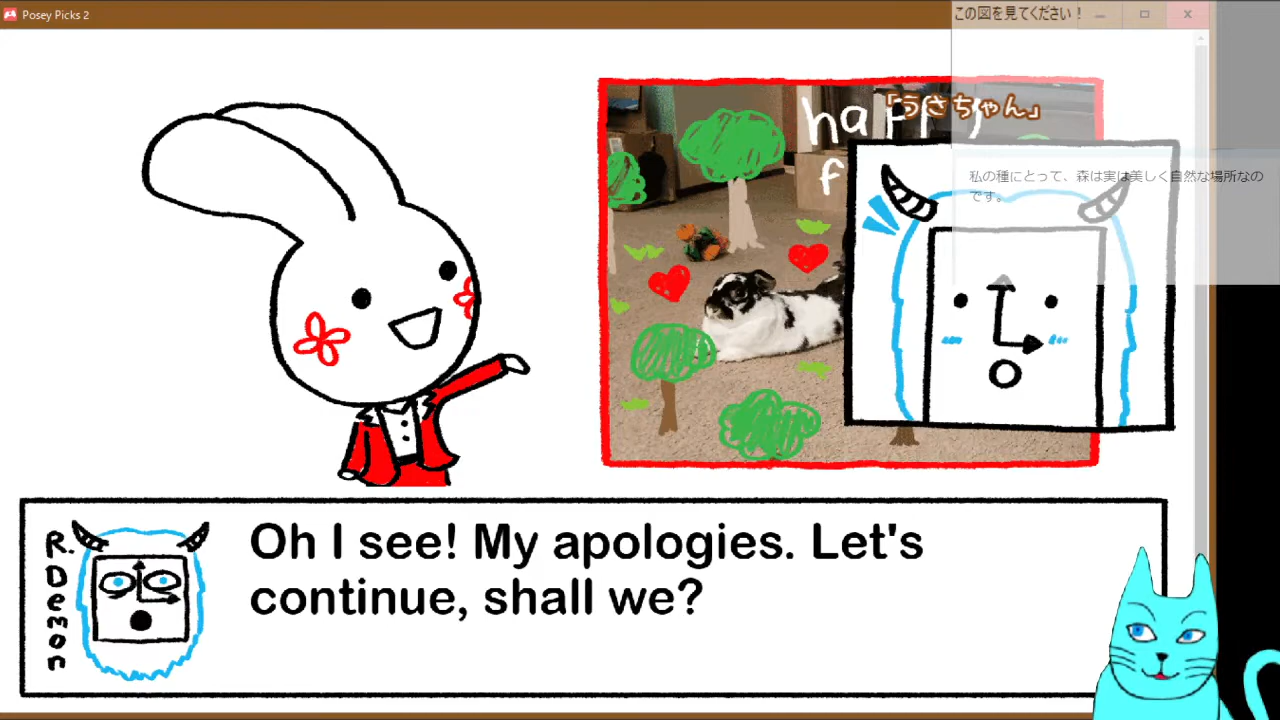 Posey Picks 2
この図を見てください！
「うさちゃん」
私の種にとって、森は実は美しく自然な場所なの
です。
R.Demon
Oh I see! My apologies. Let's
continue, shall we?